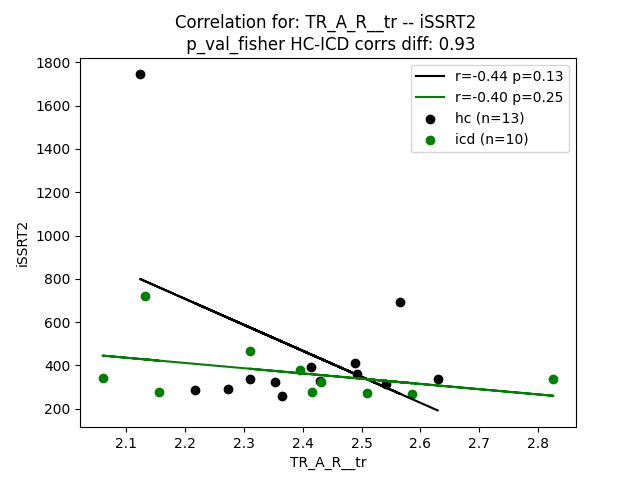 Correlation for: TR_A_R__tr -- iSSRT2
p_val_fisher HC-ICD corrs diff: 0.93
r=-0.44 p=0.13
r=-0.40 p=0.25
hc (n=13)
icd (n=10)
iSSRT2
1800
1600
1400
1200
1000
800
600
400
200
2.1 2.2 2.3 2.4 2.5 2.6 2.7 2.8
TR_A_R__tr